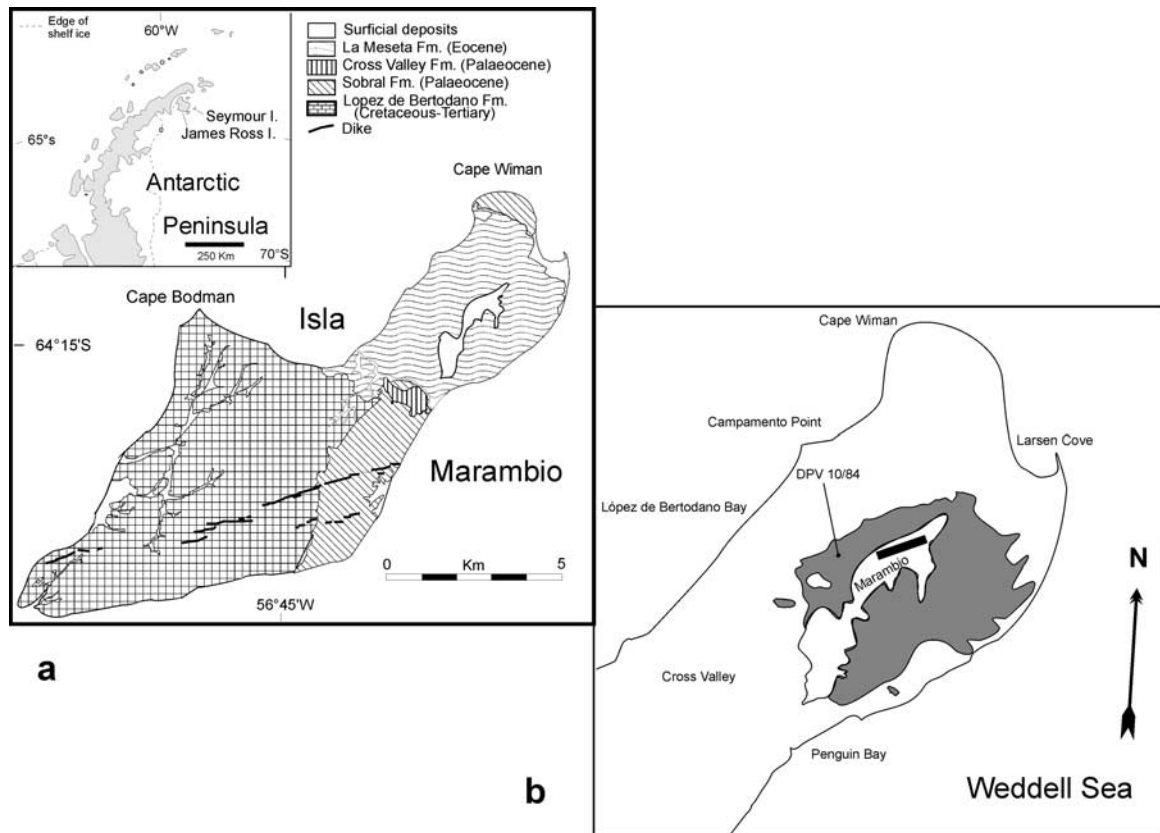 Edge of
shelf ice
60°W
Seymour I.
James Ross I.
65°s
Antarctic
Peninsula
250 Km
70°S
Surficial deposits
La Meseta Fm. (Eocene)
Cross Valley Fm. (Palaeocene)
Sobral Fm. (Palaeocene)
Lopez de Bertodano Fm.
(Cretaceous-Tertiary)
Dike
Cape Wiman
Cape Bodman
Isla
64°15'S
Marambio
0 Km 5
56°45'W
a
Cape Wiman
Campamento Point
Larsen Cove
DPV 10/84
López de Bertodano Bay
Marambio
N
Cross Valley
Penguin Bay
Weddell Sea
b